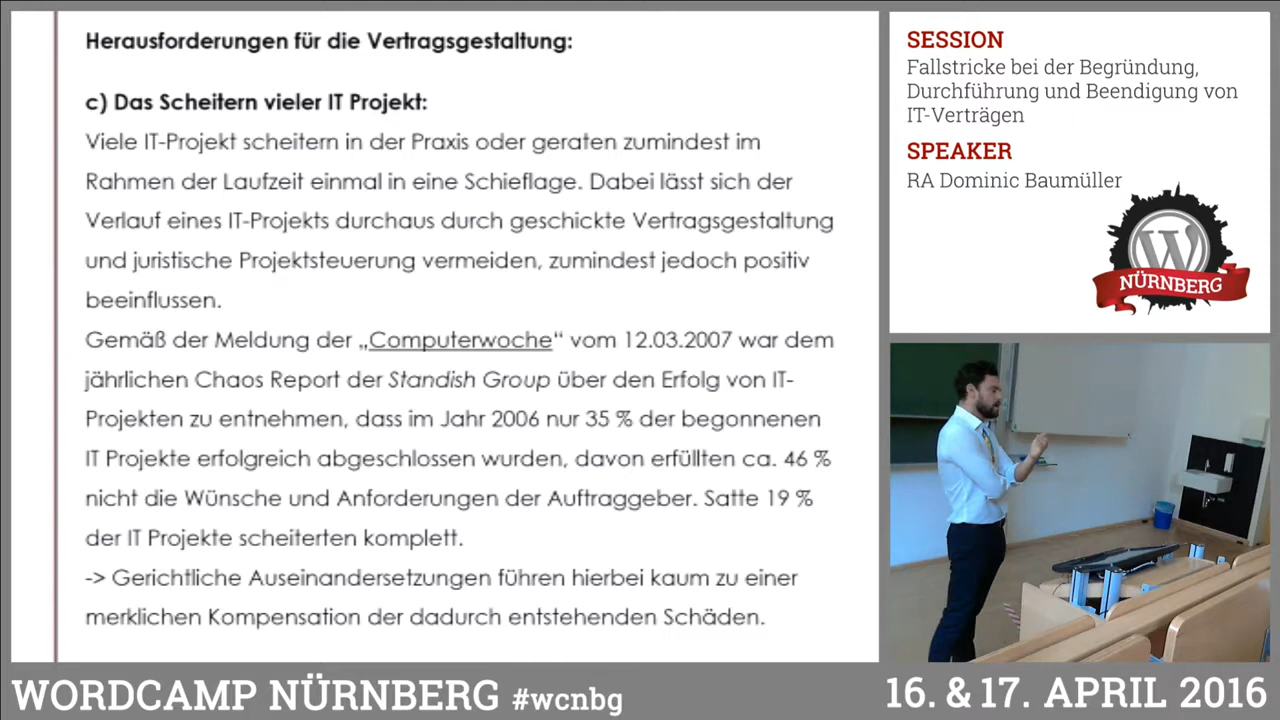 Herausforderungen für die Vertragsgestaltung:
c) Das Scheitern vieler IT Projekt:
Viele IT-Projekt scheitern in der Praxis oder geraten zumindest im
Rahmen der Laufzeit einmal in eine Schieflage. Dabei lässt sich der
Verlauf eines IT-Projekts durchaus durch geschickte Vertragsgestaltung
und juristische Projektsteuerung vermeiden, zumindest jedoch positiv
beeinflussen.
Gemäß der Meldung der „Computerwoche“ vom 12.03.2007 war dem
jährlichen Chaos Report der Standish Group über den Erfolg von IT-
Projekten zu entnehmen, dass im Jahr 2006 nur 35 % der begonnenen
IT Projekte erfolgreich abgeschlossen wurden, davon erfüllten ca. 46 %
nicht die Wünsche und Anforderungen der Auftraggeber. Satte 19 %
der IT Projekte scheiterten komplett.
-> Gerichtliche Auseinandersetzungen führen hierbei kaum zu einer
merklichen Kompensation der dadurch entstehenden Schäden.
SESSION
Fallstricke bei der Begründung,
Durchführung und Beendigung von
IT-Verträgen
SPEAKER
RA Dominic Baumüller
W
NÜRNBERG
WORDCAMP NÜRNBERG #wcnbg
16. & 17. APRIL 2016